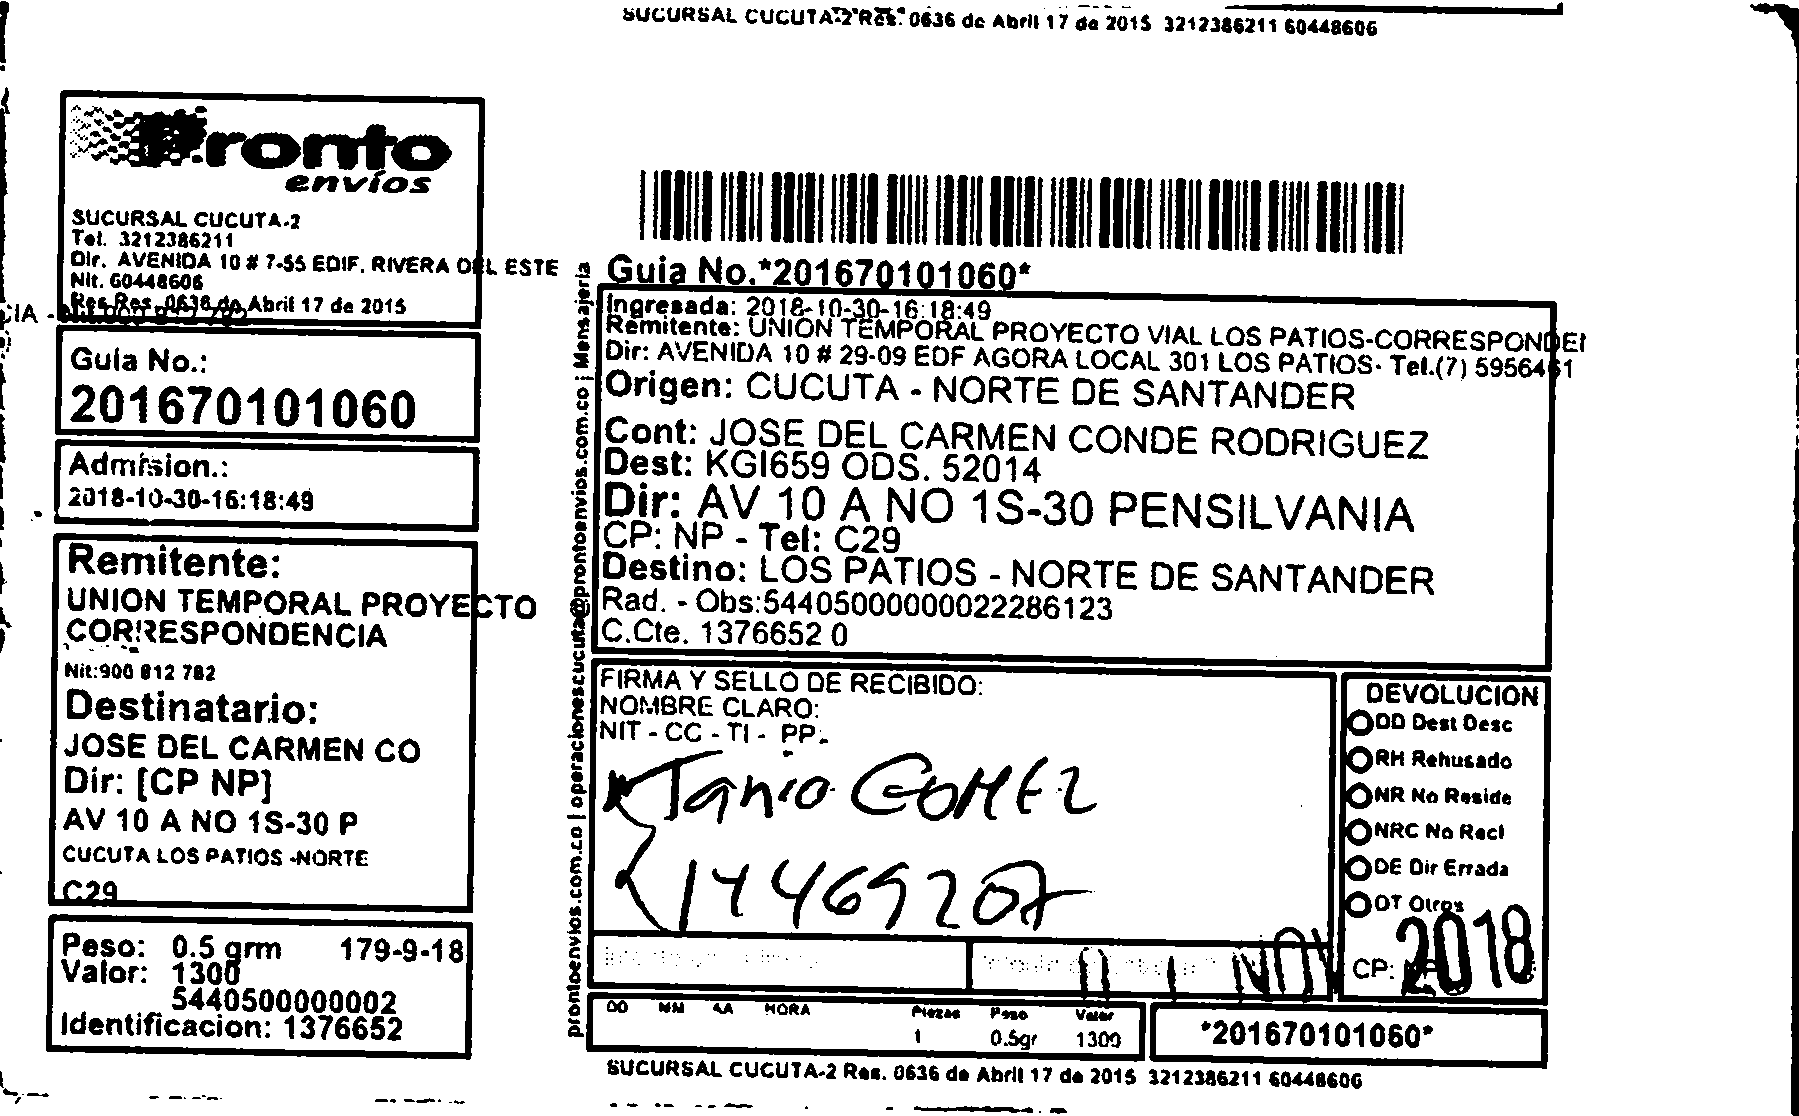 SUCURSAL CUCUTA-2 Res. 0636 de Abril 17 de 2015 3212386211 60448606
Pronto
envíos
SUCURSAL CUCUTA-2
Tel. 3212386211
Dir. AVENIDA 10 # 7-55 EDIF. RIVERA DEL ESTE
Nit. 60448606
Res Res. 0636 de Abril 17 de 2015
Guia No.:
201670101060
Admision.:
2018-10-30-16:18:49
Remitente:
UNION TEMPORAL PROYECTO
CORRESPONDENCIA
Nit:900 812 782
Destinatario:
JOSE DEL CARMEN CO
Dir: [CP NP]
AV 10 A NO 1S-30 P
CUCUTA LOS PATIOS -NORTE
C29
Peso: 0.5 grm 179-9-18
Valor: 1300
5440500000002
Identificacion: 1376652
prontoenvios.com.co | operacionescucuta@prontoenvios.com.co | Mensajeria
Guia No.*201670101060*
Ingresada: 2018-10-30-16:18:49
Remitente: UNION TEMPORAL PROYECTO VIAL LOS PATIOS-CORRESPONDEN
Dir: AVENIDA 10 # 29-09 EDF AGORA LOCAL 301 LOS PATIOS- Tel.(7) 5956461
Origen: CUCUTA - NORTE DE SANTANDER
Cont: JOSE DEL CARMEN CONDE RODRIGUEZ
Dest: KGI659 ODS. 52014
Dir: AV 10 A NO 1S-30 PENSILVANIA
CP: NP - Tel: C29
Destino: LOS PATIOS - NORTE DE SANTANDER
Rad. - Obs:54405000000022286123
C.Cte. 1376652 0
FIRMA Y SELLO DE RECIBIDO:
NOMBRE CLARO:
NIT - CC - TI - PP.
GOMEZ
DEVOLUCION
DD Dest Desc
RH Rehusado
NR No Reside
NRC No Recl
DE Dir Errada
OT Otros
CP:
NOV 2018
DD MM AA HORA Piezas Peso Valor
1 0.5gr 1300
*201670101060*
SUCURSAL CUCUTA-2 Res. 0636 de Abril 17 de 2015 3212386211 60448606